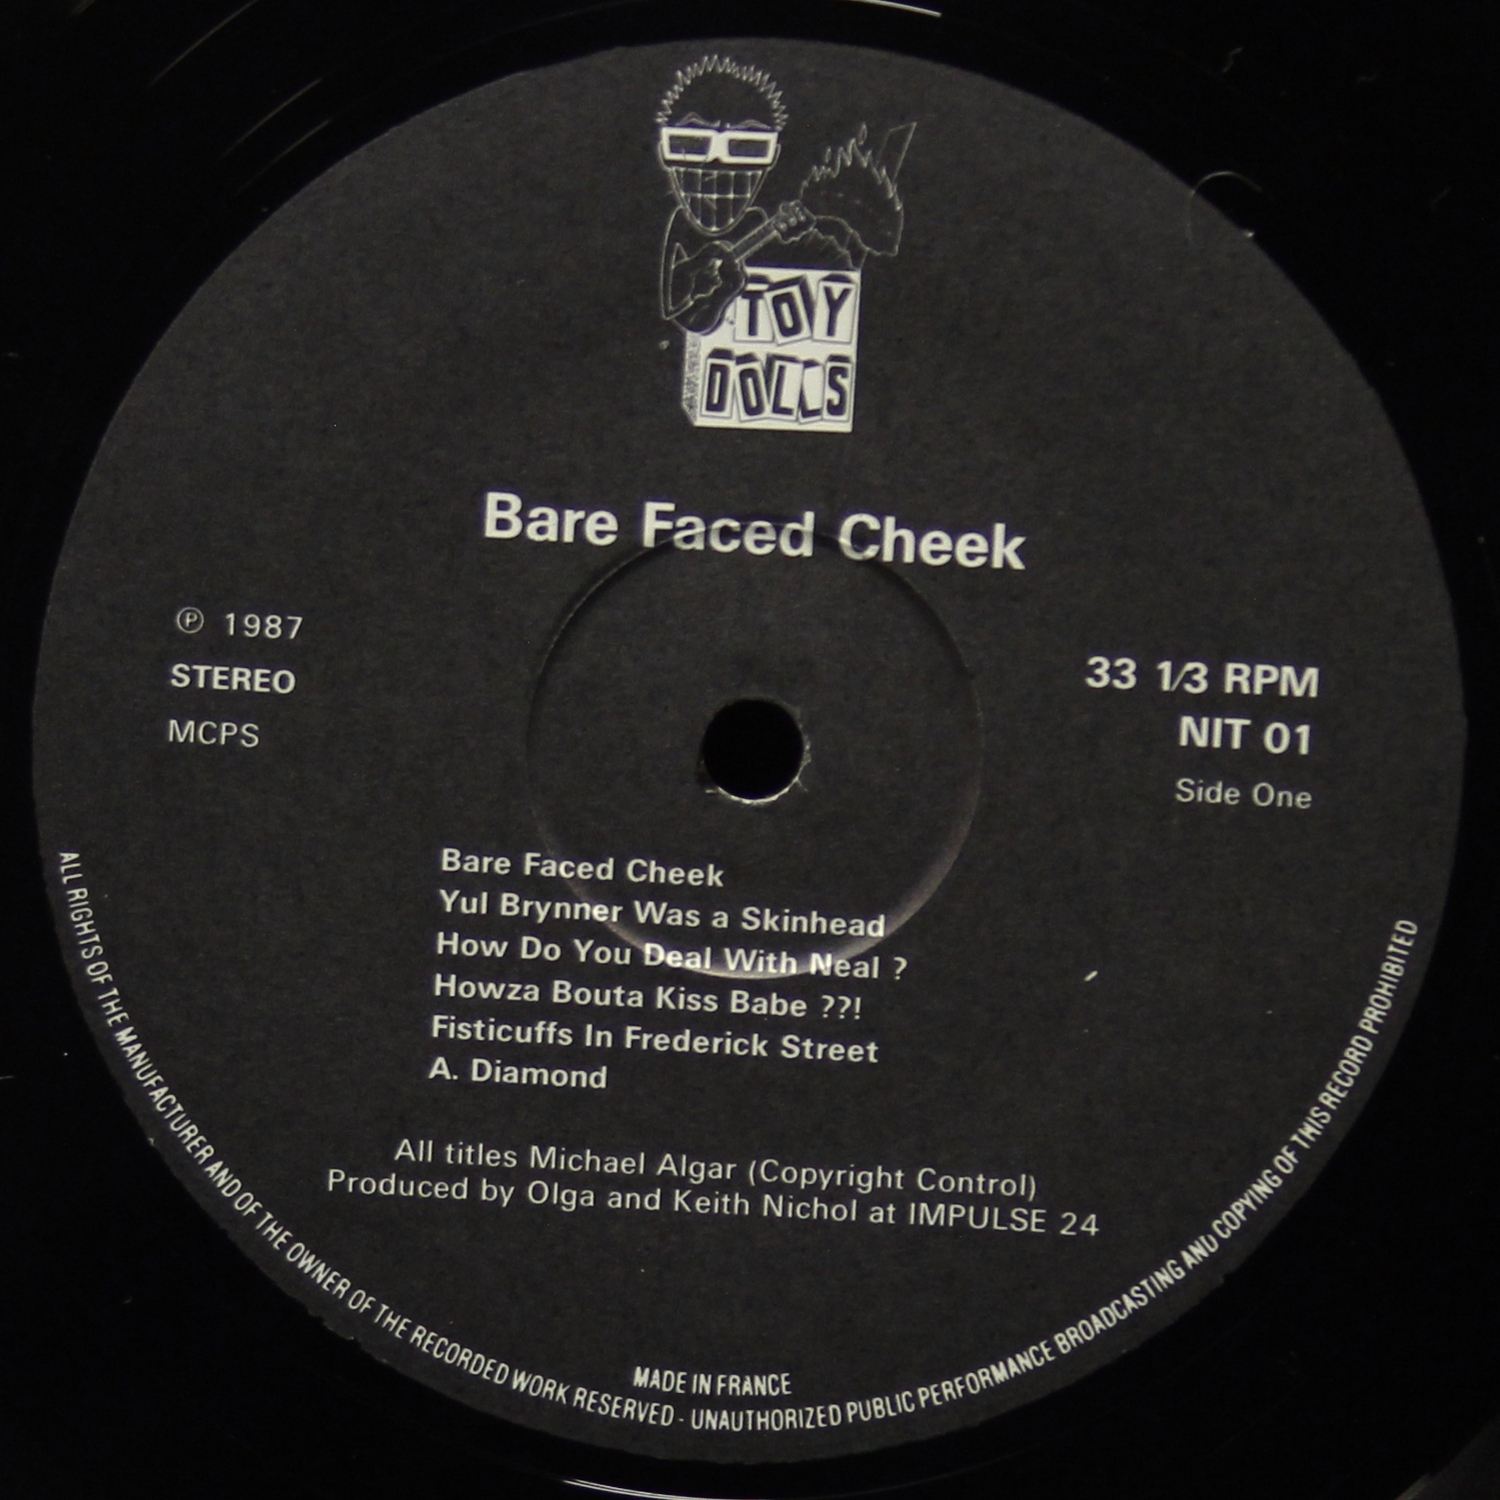 TOY
DOLLS
Bare Faced Cheek
Ⓟ 1987
STEREO
MCPS
33 1/3 RPM
NIT 01
Side One
Bare Faced Cheek
Yul Brynner Was a Skinhead
How Do You Deal With Neal ?
Howza Bouta Kiss Babe ??!
Fisticuffs In Frederick Street
A. Diamond
All titles Michael Algar (Copyright Control)
Produced by Olga and Keith Nichol at IMPULSE 24
MADE IN FRANCE
ALL RIGHTS OF THE MANUFACTURER AND OF THE OWNER OF THE RECORDED WORK RESERVED - UNAUTHORIZED PUBLIC PERFORMANCE BROADCASTING AND COPYING OF THIS RECORD PROHIBITED